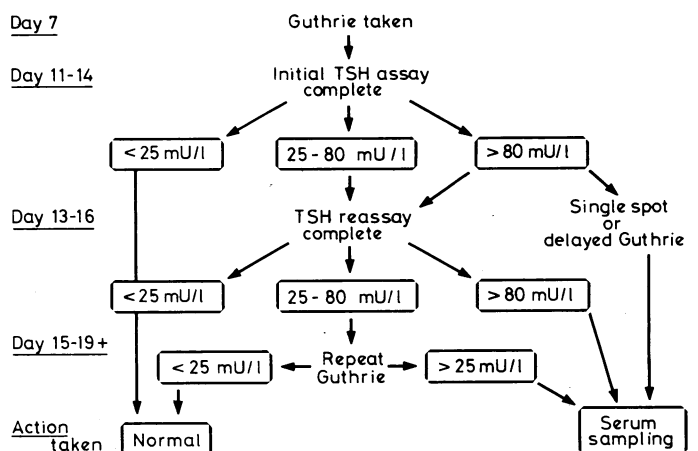 Day 7
Guthrie taken
Day 11-14
Initial TSH assay
complete
< 25 mU/l
25-80 mU/l
> 80 mU/l
Day 13-16
TSH reassay
complete
Single spot
or
delayed Guthrie
< 25 mU/l
25-80 mU/l
> 80 mU/l
Day 15-19+
< 25 mU/l
Repeat
Guthrie
> 25 mU/l
Action
taken
Normal
Serum
sampling